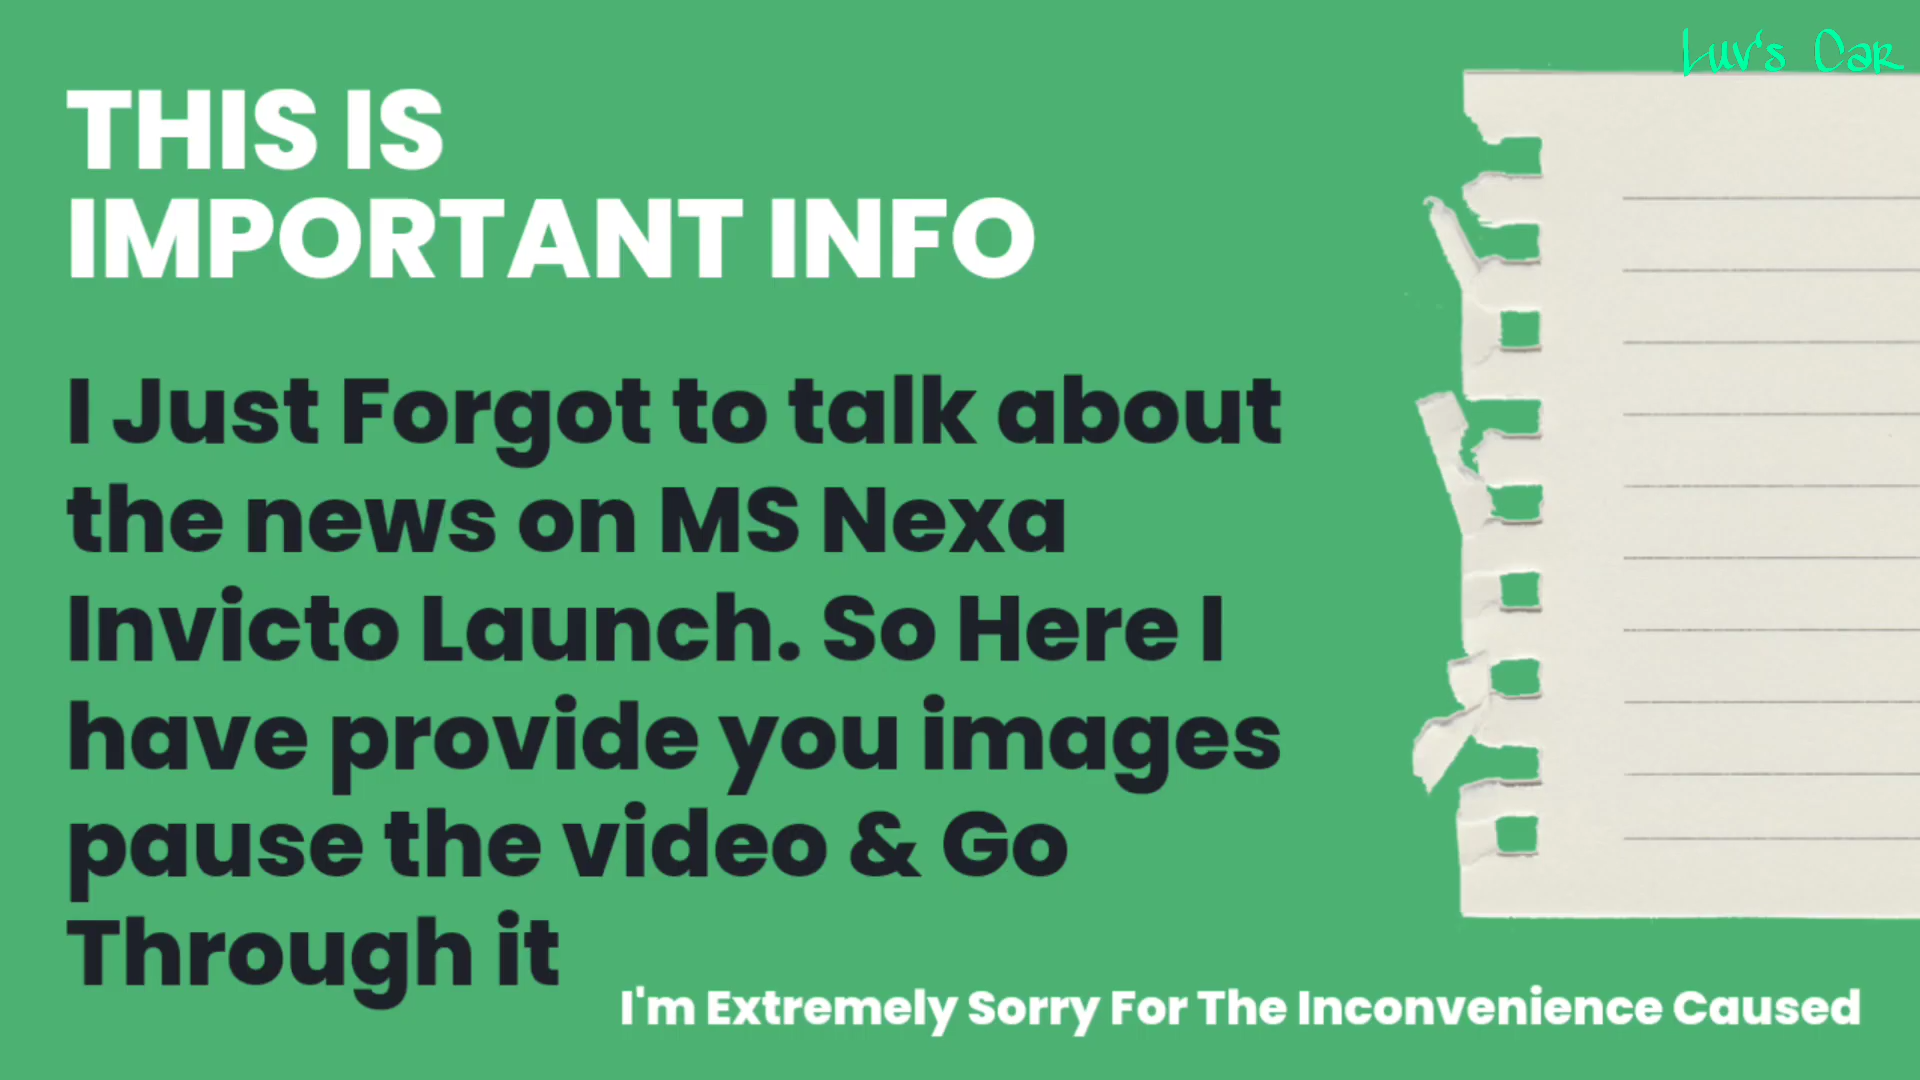 Luv's Car
THIS IS
IMPORTANT INFO
I Just Forgot to talk about
the news on MS Nexa
Invicto Launch. So Here I
have provide you images
pause the video & Go
Through it
I'm Extremely Sorry For The Inconvenience Caused